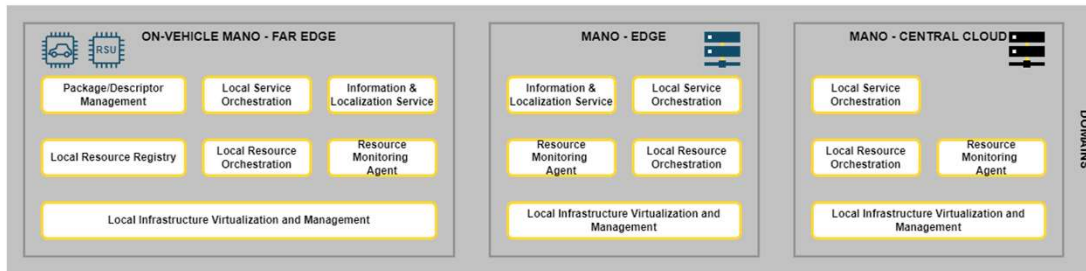 ON-VEHICLE MANO - FAR EDGE
RSU
Package/Descriptor
Management
Local Service
Orchestration
Information &
Localization Service
Local Resource Registry
Local Resource
Orchestration
Resource
Monitoring
Agent
Local Infrastructure Virtualization and Management
MANO - EDGE
Information &
Localization Service
Local Service
Orchestration
Resource
Monitoring
Agent
Local Resource
Orchestration
Local Infrastructure Virtualization and
Management
MANO - CENTRAL CLOUD
Local Service
Orchestration
Local Resource
Orchestration
Resource
Monitoring
Agent
Local Infrastructure Virtualization and
Management
DOMAINS